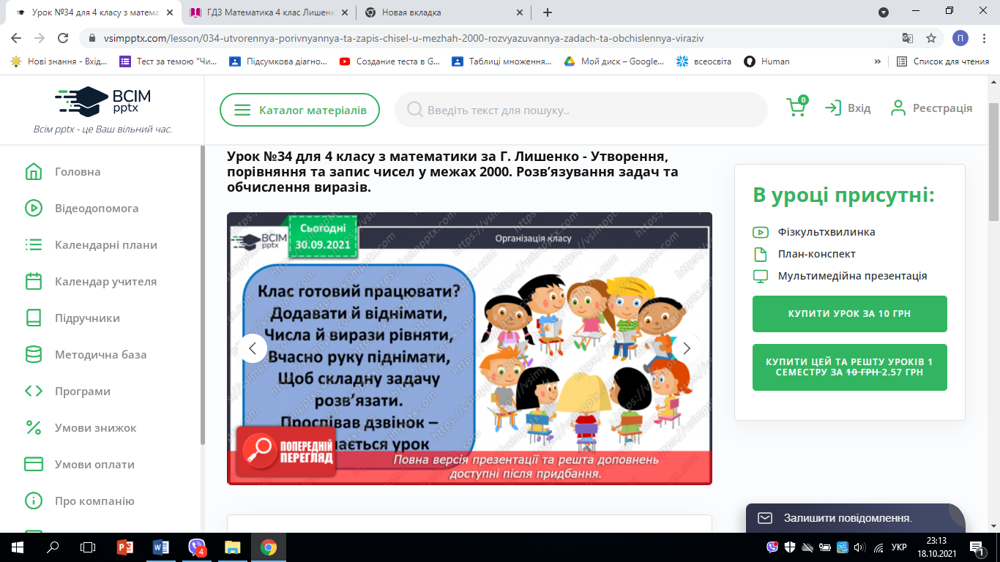 Урок №34 для 4 класу з матема
ГДЗ Математика 4 клас Лишенк
Новая вкладка
vsimpptx.com/lesson/034-utvorennya-porivnyannya-ta-zapis-chisel-u-mezhah-2000-rozvyazuvannya-zadach-ta-obchislennya-viraziv
П
Нові знання - Вхід...
Тест за темою "Чи...
Підсумкова діагно...
Создание теста в G...
Таблиці множення...
Мой диск – Google...
всеосвіта
Human
»
Список для чтения
ВСІМ
pptx
Всім pptx - це Ваш вільний час.
Каталог матеріалів
Введіть текст для пошуку..
0
Вхід
Реєстрація
Головна
Відеодопомога
Календарні плани
Календар учителя
Підручники
Методична база
Програми
Умови знижок
Умови оплати
Про компанію
Урок №34 для 4 класу з математики за Г. Лишенко - Утворення,
порівняння та запис чисел у межах 2000. Розв’язування задач та
обчислення виразів.
ВСІМ
pptx
Сьогодні
30.09.2021
Організація класу
Клас готовий працювати?
Додавати й віднімати,
Числа й вирази рівняти,
Вчасно руку піднімати,
Щоб складну задачу
розв’язати.
Проспівав дзвінок –
ається урок
ПОПЕРЕДНІЙ
ПЕРЕГЛЯД
Повна версія презентації та решта доповнень
доступні після придбання.
https://vsimpptx.com
В уроці присутні:
Фізкультхвилинка
План-конспект
Мультимедійна презентація
КУПИТИ УРОК ЗА 10 ГРН
КУПИТИ ЦЕЙ ТА РЕШТУ УРОКІВ 1
СЕМЕСТРУ ЗА 10 ГРН 2.57 ГРН
Залишити повідомлення.
4
УКР
23:13
18.10.2021
1